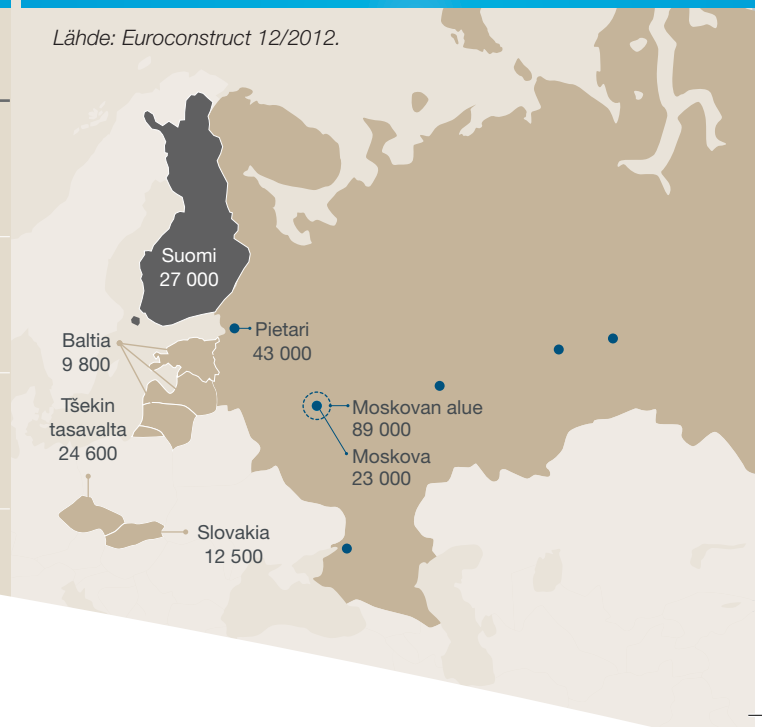 Lähde: Euroconstruct 12/2012.
Suomi
27 000
Pietari
43 000
Baltia
9 800
Tšekin
tasavalta
24 600
Moskovan alue
89 000
Moskova
23 000
Slovakia
12 500